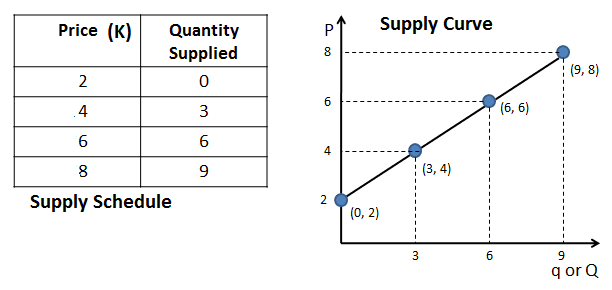 Price (K) Quantity Supplied
2 0
.4 3
6 6
8 9
Supply Schedule
Supply Curve
P
8
(9, 8)
6
(6, 6)
4
(3, 4)
2
(0, 2)
3 6 9
q or Q